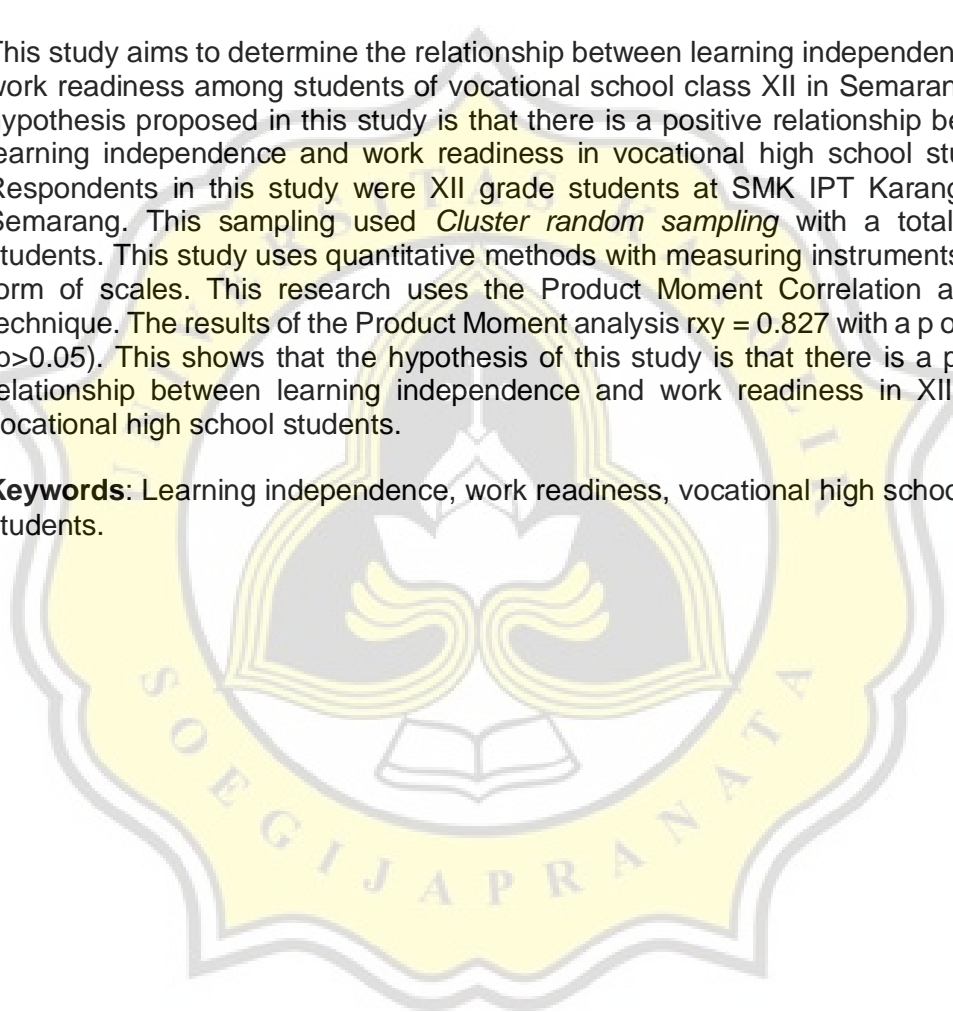 This study aims to determine the relationship between learning independen
work readiness among students of vocational school class XII in Semaran
hypothesis proposed in this study is that there is a positive relationship be
learning independence and work readiness in vocational high school stu
Respondents in this study were XII grade students at SMK IPT Karang
Semarang. This sampling used Cluster random sampling with a total
students. This study uses quantitative methods with measuring instruments
form of scales. This research uses the Product Moment Correlation a
technique. The results of the Product Moment analysis rxy = 0.827 with a p o
(p>0.05). This shows that the hypothesis of this study is that there is a p
relationship between learning independence and work readiness in XII
vocational high school students.
Keywords: Learning independence, work readiness, vocational high schoo
students.
UNIVERSITAS KATOLIK
SOEGIJAPRANATA